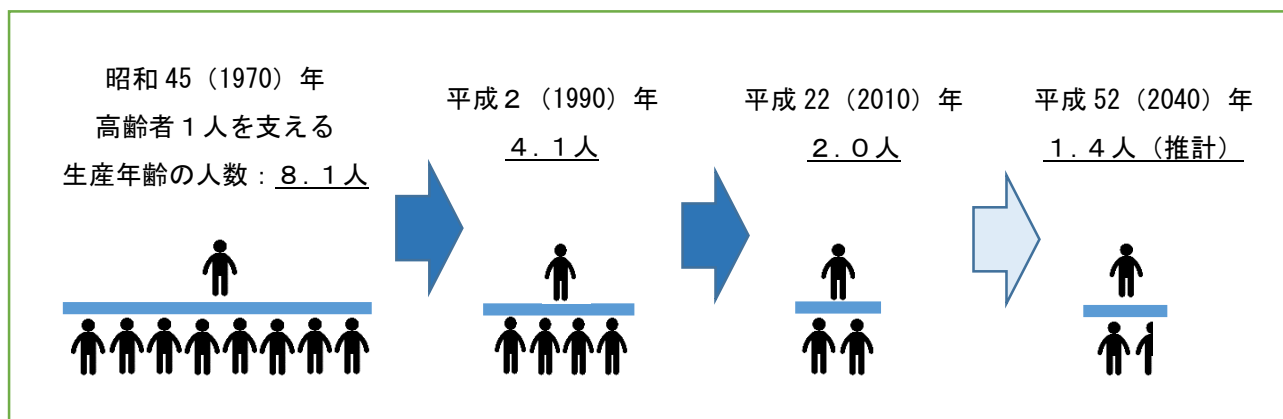 昭和 45（1970）年
高齢者１人を支える
生産年齢の人数：８.１人
平成２（1990）年
４.１人
平成 22（2010）年
２.０人
平成 52（2040）年
１.４人（推計）